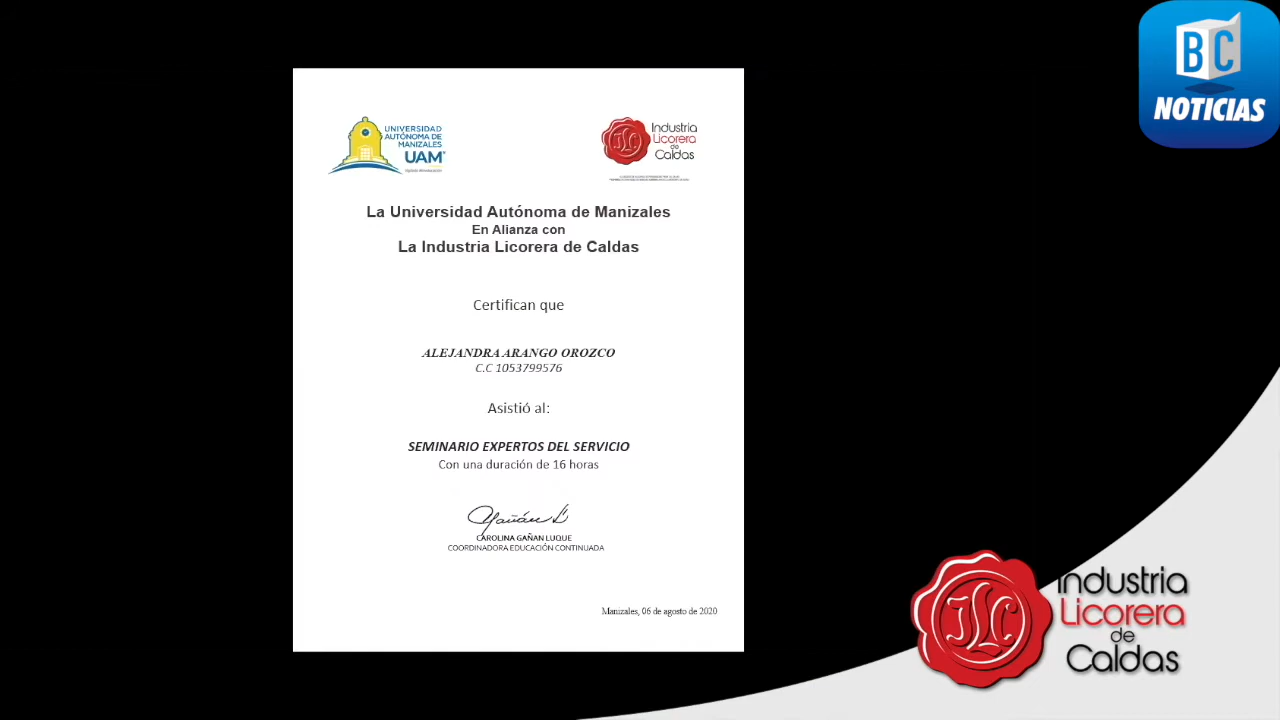 BC
NOTICIAS
UNIVERSIDAD
AUTÓNOMA DE
MANIZALES
UAM
Industria
Licorera
de
Caldas
La Universidad Autónoma de Manizales
En Alianza con
La Industria Licorera de Caldas
Certifican que
ALEJANDRA ARANGO OROZCO
C.C 1053799576
Asistió al:
SEMINARIO EXPERTOS DEL SERVICIO
Con una duración de 16 horas
Gañán L
CAROLINA GAÑAN LUQUE
COORDINADORA EDUCACIÓN CONTINUADA
Manizales, 06 de agosto de 2020
ILC
Industria
Licorera
de
Caldas